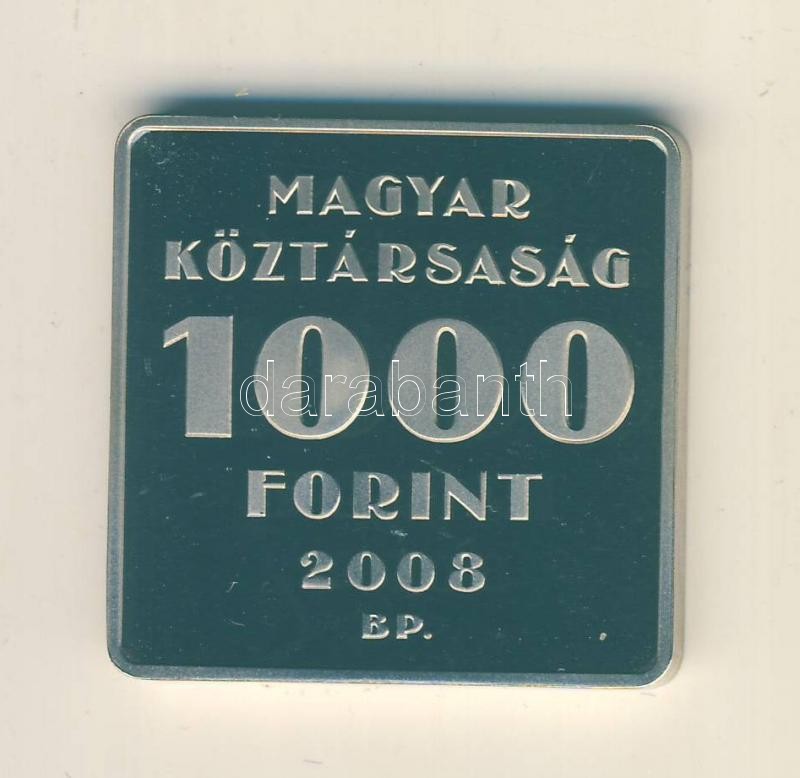 MAGYAR
KÖZTÁRSASÁG
1000
darabanth
FORINT
2008
BP.